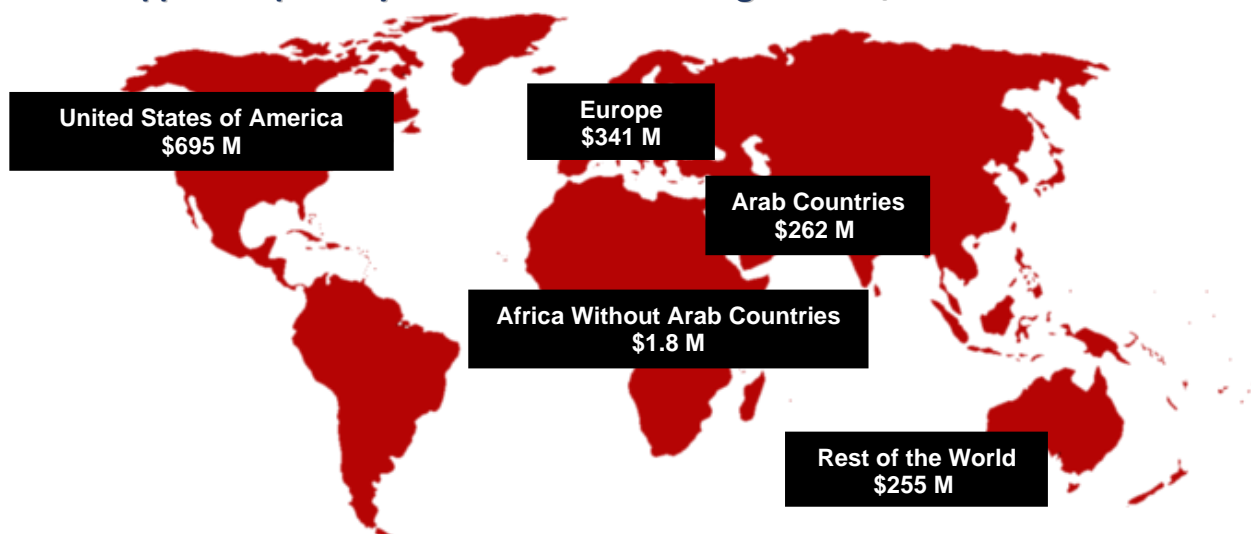 United States of America
$695 M
Europe
$341 M
Arab Countries
$262 M
Africa Without Arab Countries
$1.8 M
Rest of the World
$255 M